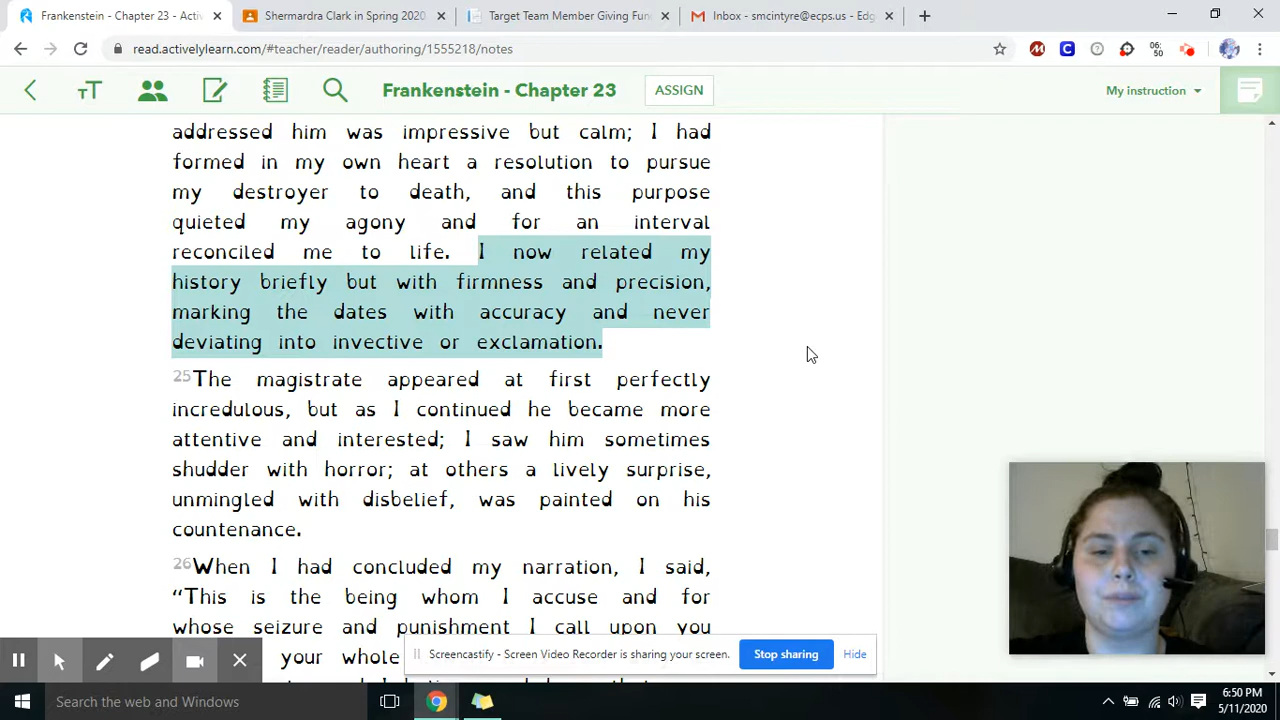 Frankenstein - Chapter 23 - Activ
Shermardra Clark in Spring 2020
Target Team Member Giving Fun
Inbox - smcintyre@ecps.us - Edg
read.activelylearn.com/#teacher/reader/authoring/1555218/notes
06:
50
Frankenstein - Chapter 23
ASSIGN
My instruction
addressed him was impressive but calm; I had
formed in my own heart a resolution to pursue
my destroyer to death, and this purpose
quieted my agony and for an interval
reconciled me to life. I now related my
history briefly but with firmness and precision,
marking the dates with accuracy and never
deviating into invective or exclamation.
25The magistrate appeared at first perfectly
incredulous, but as I continued he became more
attentive and interested; I saw him sometimes
shudder with horror; at others a lively surprise,
unmingled with disbelief, was painted on his
countenance.
26When I had concluded my narration, I said,
“This is the being whom I accuse and for
whose seizure and punishment I call upon you
your whole
Screencastify - Screen Video Recorder is sharing your screen.
Stop sharing
Hide
Search the web and Windows
6:50 PM
5/11/2020